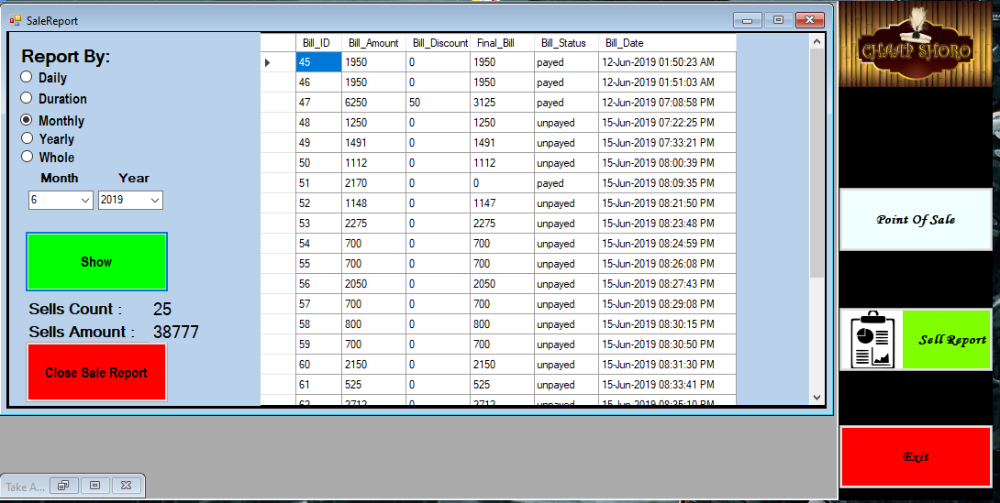 SaleReport
Report By:
Daily
Duration
Monthly
Yearly
Whole
Month Year
6 2019
Show
Sells Count : 25
Sells Amount : 38777
Close Sale Report
Bill_ID Bill_Amount Bill_Discount Final_Bill Bill_Status Bill_Date
45 1950 0 1950 payed 12-Jun-2019 01:50:23 AM
46 1950 0 1950 payed 12-Jun-2019 01:51:03 AM
47 6250 50 3125 payed 12-Jun-2019 07:08:58 PM
48 1250 0 1250 unpayed 15-Jun-2019 07:22:25 PM
49 1491 0 1491 unpayed 15-Jun-2019 07:33:21 PM
50 1112 0 1112 unpayed 15-Jun-2019 08:00:39 PM
51 2170 0 0 payed 15-Jun-2019 08:09:35 PM
52 1148 0 1147 unpayed 15-Jun-2019 08:21:50 PM
53 2275 0 2275 unpayed 15-Jun-2019 08:23:48 PM
54 700 0 700 unpayed 15-Jun-2019 08:24:59 PM
55 700 0 700 unpayed 15-Jun-2019 08:26:08 PM
56 2050 0 2050 unpayed 15-Jun-2019 08:27:43 PM
57 700 0 700 unpayed 15-Jun-2019 08:29:08 PM
58 800 0 800 unpayed 15-Jun-2019 08:30:15 PM
59 700 0 700 unpayed 15-Jun-2019 08:30:50 PM
60 2150 0 2150 unpayed 15-Jun-2019 08:31:30 PM
61 525 0 525 unpayed 15-Jun-2019 08:33:41 PM
62 2712 0 2712 unpayed 15-Jun-2019 08:35:10 PM
CHAAP SHORO
Point Of Sale
Sell Report
Exit
Take A...